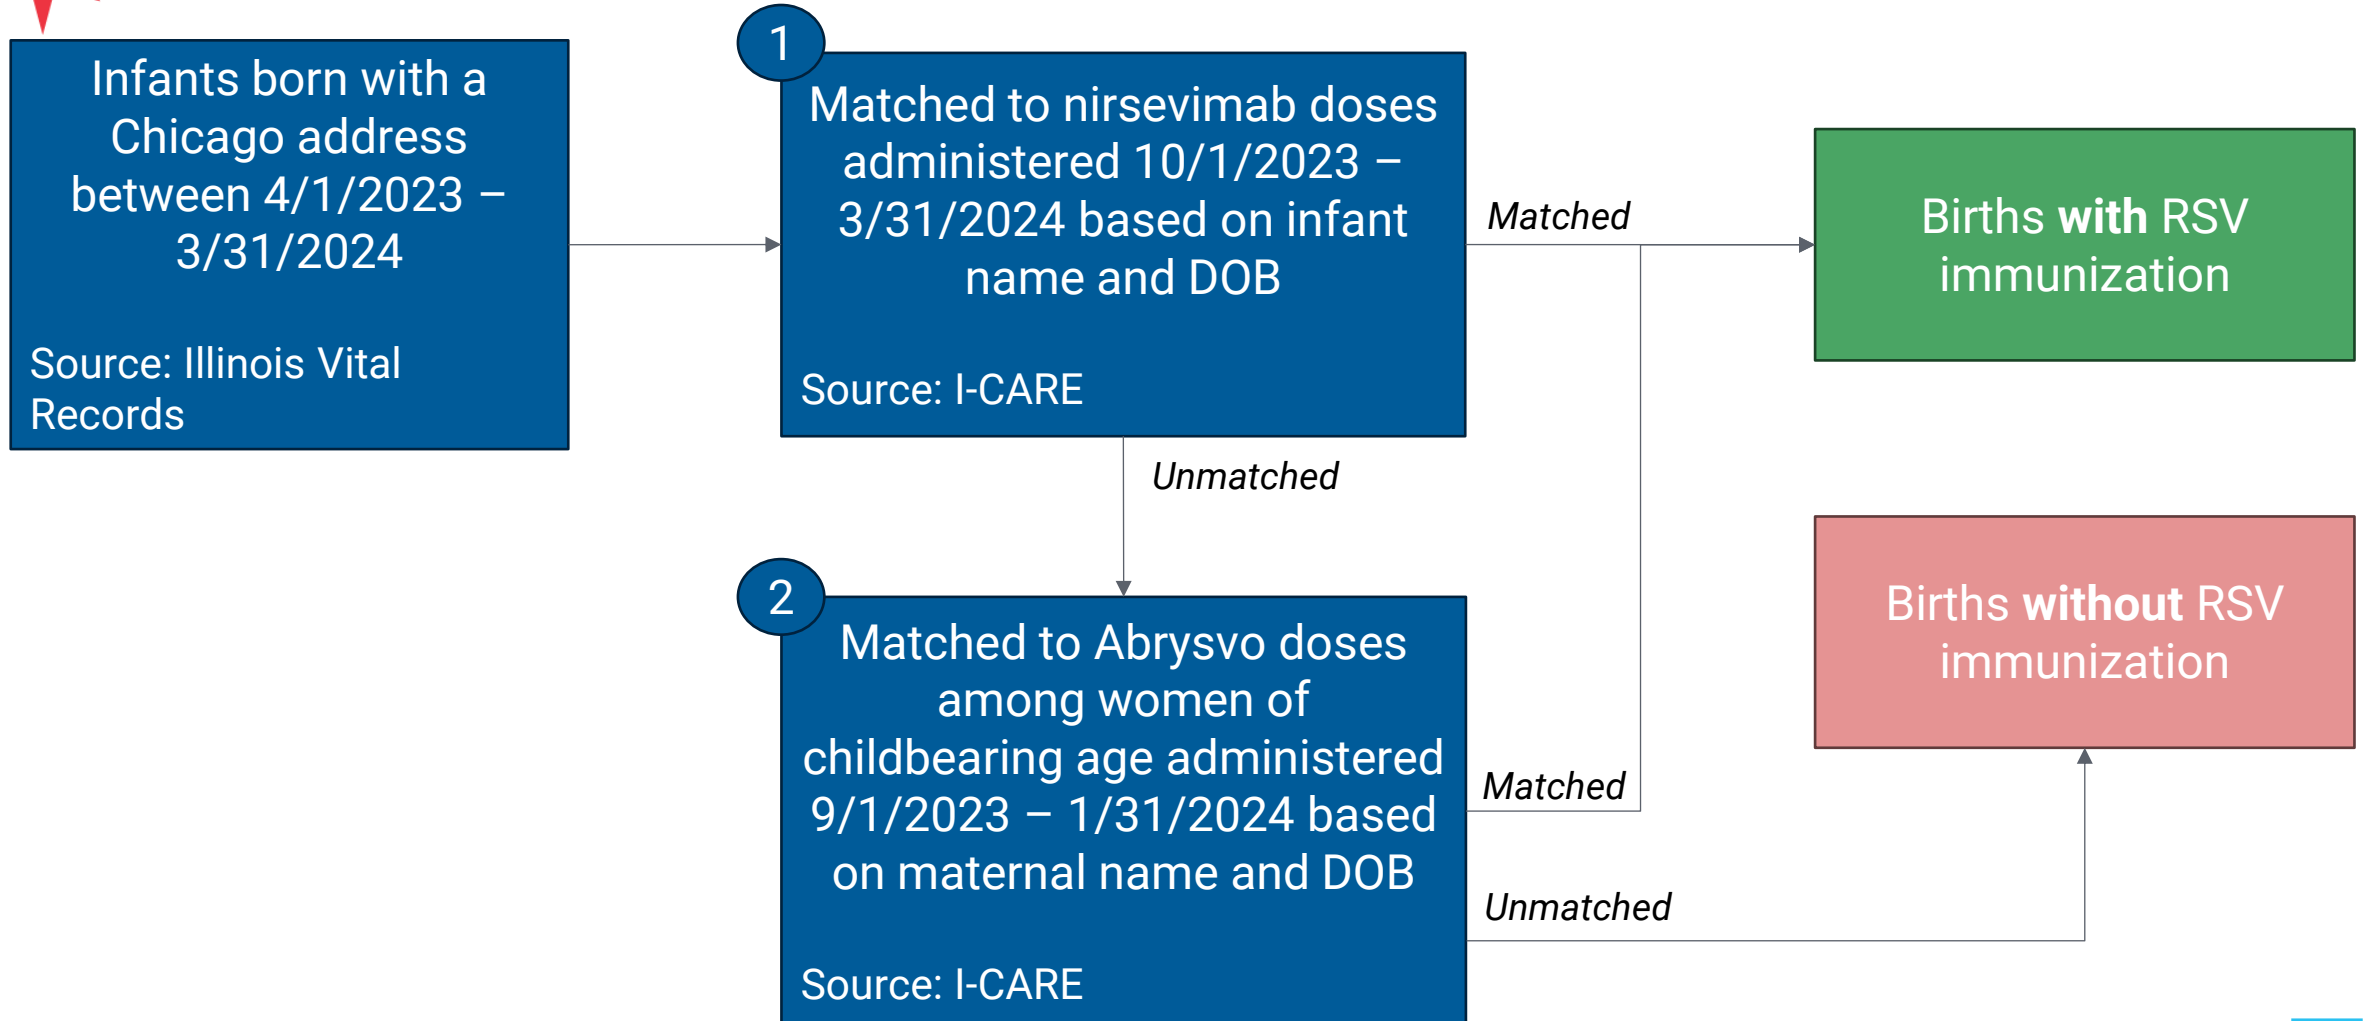 Infants born with a
Chicago address
between 4/1/2023 –
3/31/2024
Source: Illinois Vital
Records
1
Matched to nirsevimab doses
administered 10/1/2023 –
3/31/2024 based on infant
name and DOB
Source: I-CARE
Matched
Births with RSV
immunization
Unmatched
2
Matched to Abrysvo doses
among women of
childbearing age administered
9/1/2023 – 1/31/2024 based
on maternal name and DOB
Source: I-CARE
Matched
Unmatched
Births without RSV
immunization